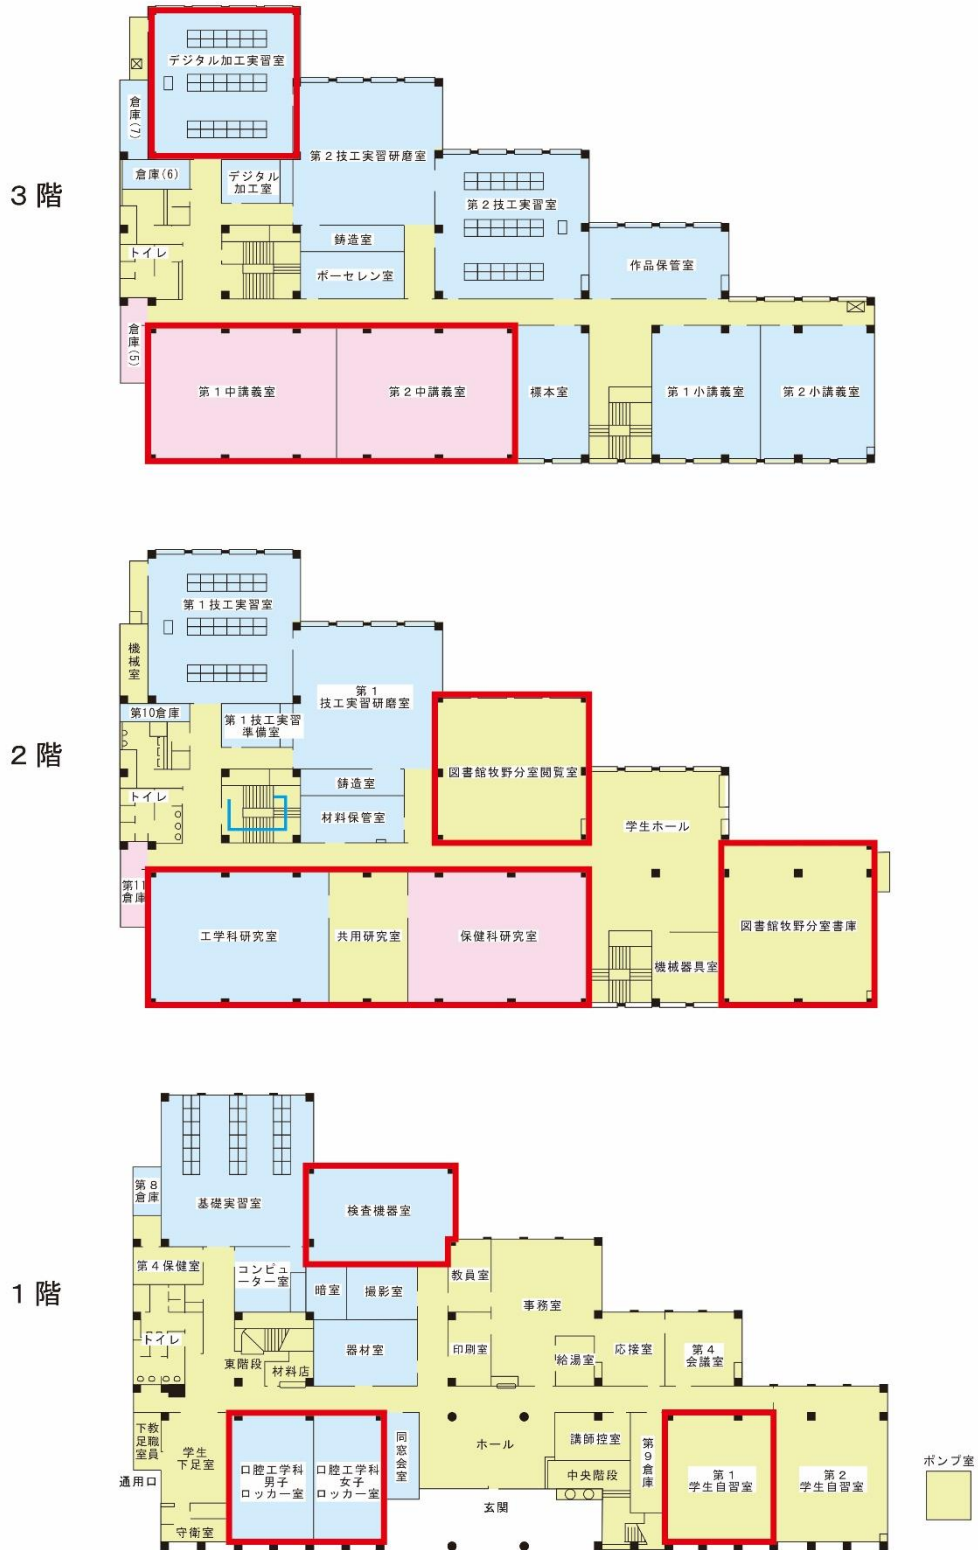 3階
デジタル加工実習室
倉庫(7)
倉庫(6)
デジタル
加工室
第2技工実習研磨室
第2技工実習室
鋳造室
ポーセレン室
トイレ
作品保管室
倉庫(5)
第1中講義室
第2中講義室
標本室
第1小講義室
第2小講義室
2階
第1技工実習室
機械室
第10倉庫
第1技工実習
準備室
第1
技工実習研磨室
鋳造室
材料保管室
トイレ
図書館牧野分室閲覧室
学生ホール
第11
倉庫
工学科研究室
共用研究室
保健科研究室
機械器具室
図書館牧野分室書庫
1階
第8
倉庫
基礎実習室
検査機器室
第4保健室
コンピュ
ーター室
暗室
撮影室
教員室
事務室
トイレ
東階段
材料店
器材室
印刷室
給湯室
応接室
第4
会議室
下足室
教職員
学生
下足室
通用口
守衛室
口腔工学科
男子
ロッカー室
口腔工学科
女子
ロッカー室
同窓会室
ホール
玄関
講師控室
中央階段
第9倉庫
第1
学生自習室
第2
学生自習室
ポンプ室